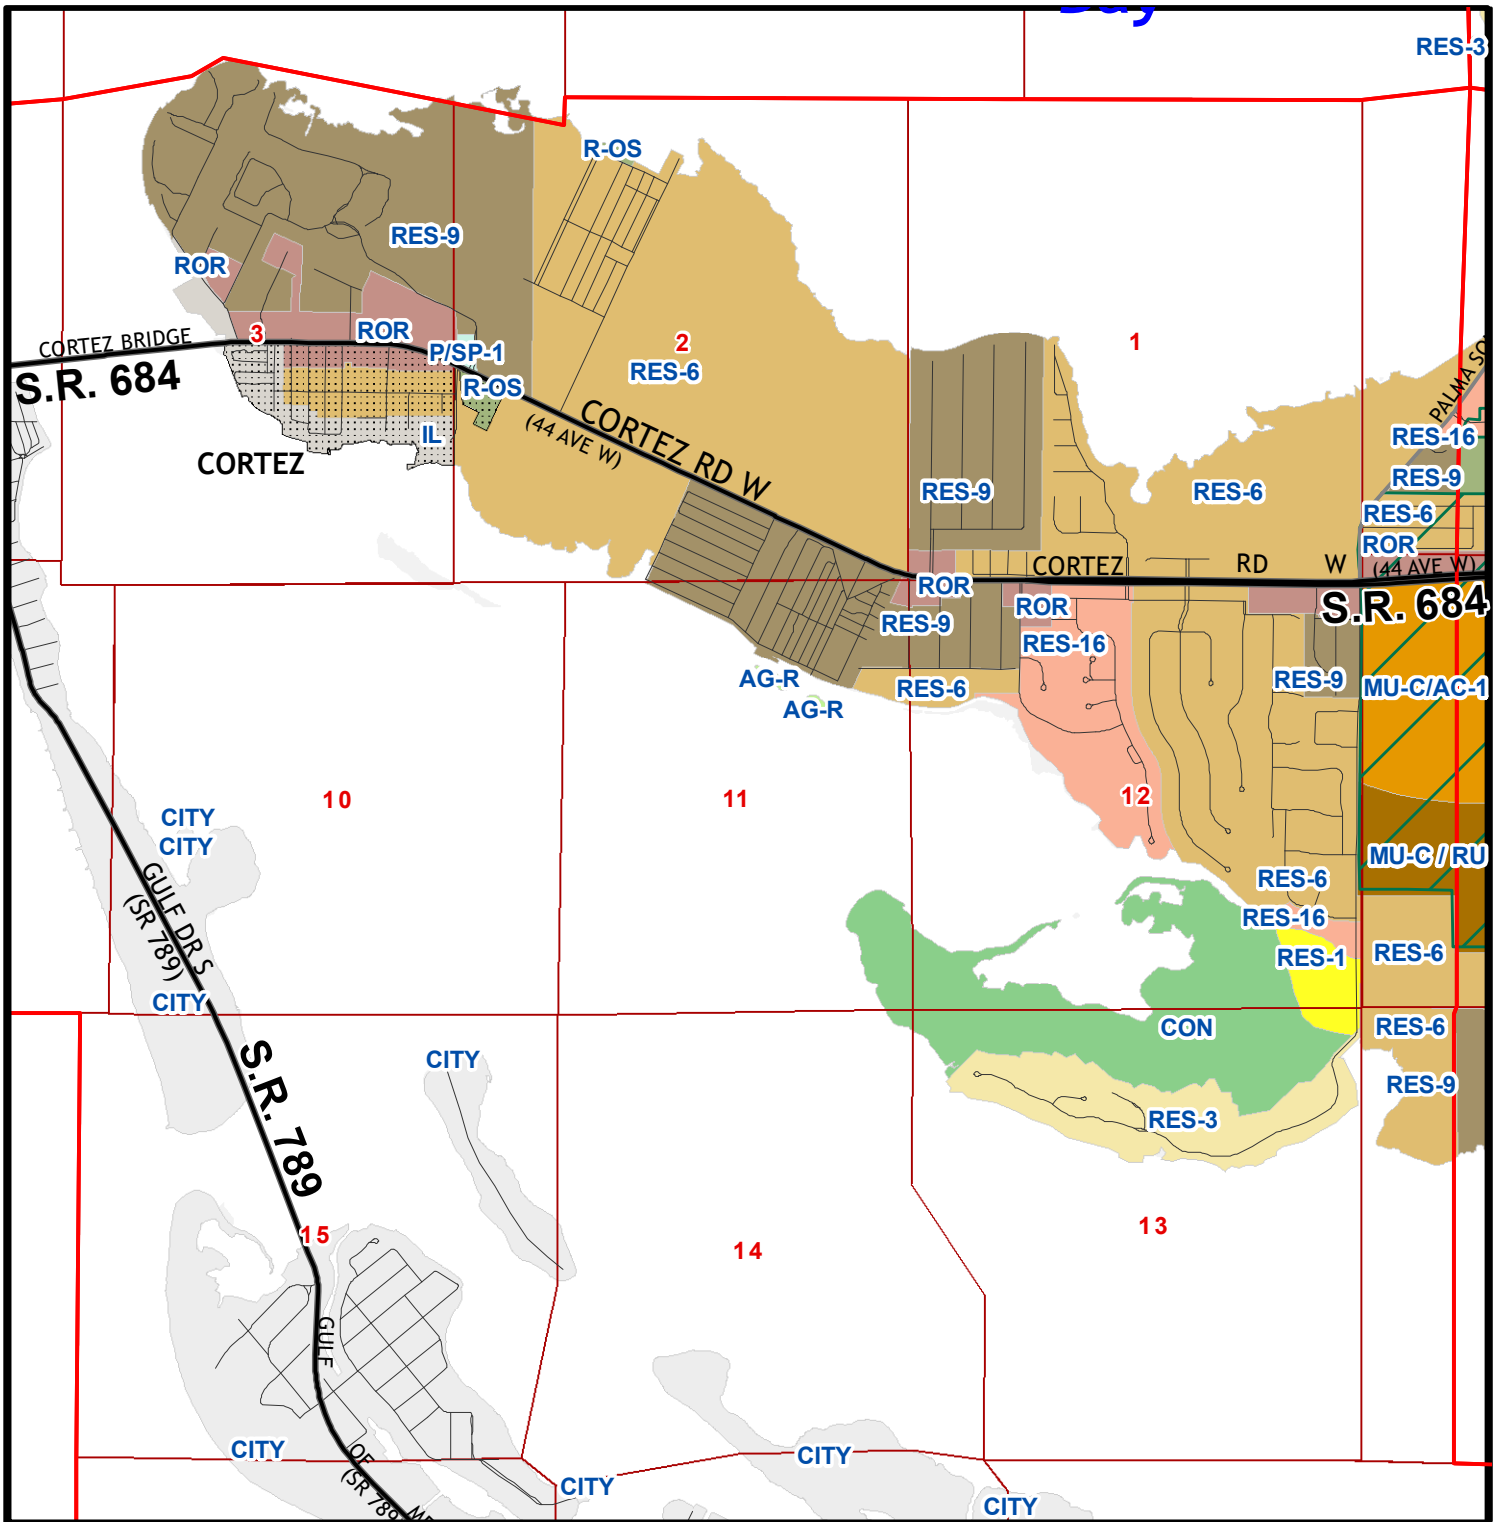 RES-3
R-OS
RES-9
ROR
3
ROR
CORTEZ BRIDGE
S.R. 684
P/SP-1
R-OS
IL
CORTEZ
2
RES-6
1
CORTEZ RD W
(44 AVE W)
RES-9
RES-6
PALMA
RES-16
RES-9
RES-6
ROR
(44 AVE W)
CORTEZ RD W
S.R. 684
ROR
ROR
RES-9
RES-16
AG-R
RES-6
AG-R
RES-9
MU-C/AC-1
10
11
12
CITY
CITY
GULF DR S
(SR 789)
CITY
MU-C / RU
RES-6
RES-16
RES-1
RES-6
CON
RES-6
RES-9
RES-3
CITY
S.R. 789
15
14
13
GULF
OF
(SR 789
CITY
CITY
CITY
CITY